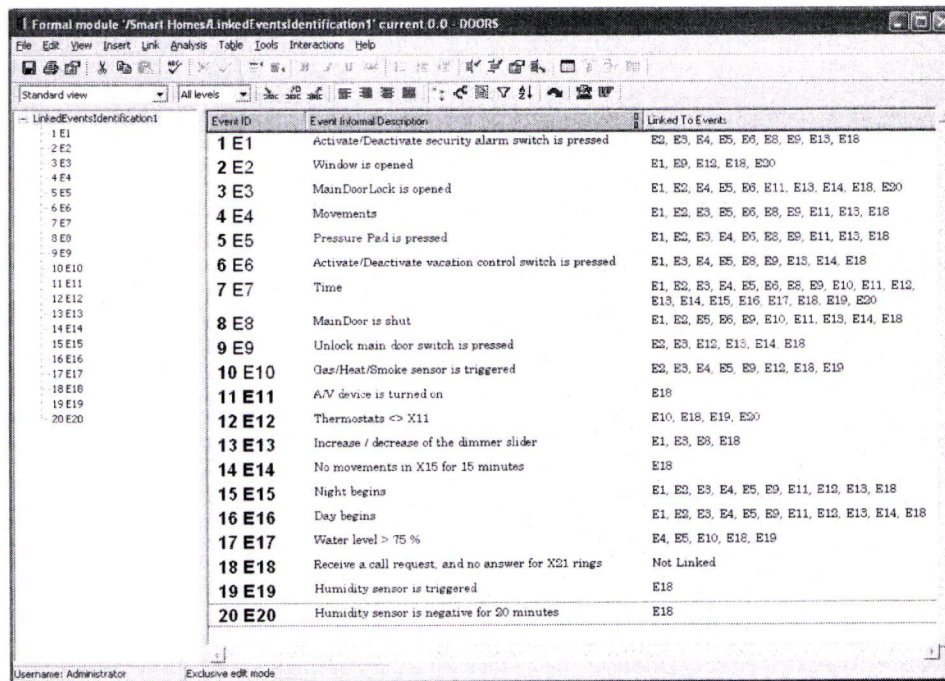 Formal module '/Smart Homes/LinkedEventsIdentification1' current 0.0 - DOORS
File Edit View Insert Link Analysis Table Tools Interactions Help
Standard view All levels
LinkedEventsIdentification1
1 E1
2 E2
3 E3
4 E4
5 E5
6 E6
7 E7
8 E8
9 E9
10 E10
11 E11
12 E12
13 E13
14 E14
15 E15
16 E16
17 E17
18 E18
19 E19
20 E20
Event ID Event Informal Description Linked To Events
1 E1 Activate/Deactivate security alarm switch is pressed E2, E3, E4, E5, E6, E8, E9, E13, E18
2 E2 Window is opened E1, E9, E12, E18, E20
3 E3 MainDoorLock is opened E1, E2, E4, E5, E6, E11, E13, E14, E18, E20
4 E4 Movements E1, E2, E3, E5, E6, E8, E9, E11, E13, E18
5 E5 Pressure Pad is pressed E1, E2, E3, E4, E6, E8, E9, E11, E13, E18
6 E6 Activate/Deactivate vacation control switch is pressed E1, E3, E4, E5, E8, E9, E13, E14, E18
7 E7 Time E1, E2, E3, E4, E5, E6, E8, E9, E10, E11, E12,
E13, E14, E15, E16, E17, E18, E19, E20
8 E8 MainDoor is shut E1, E2, E5, E6, E9, E10, E11, E13, E14, E18
9 E9 Unlock main door switch is pressed E2, E3, E12, E13, E14, E18
10 E10 Gas/Heat/Smoke sensor is triggered E2, E3, E4, E5, E9, E12, E18, E19
11 E11 A/V device is turned on E18
12 E12 Thermostats <> X11 E10, E18, E19, E20
13 E13 Increase / decrease of the dimmer slider E1, E3, E8, E18
14 E14 No movements in X15 for 15 minutes E18
15 E15 Night begins E1, E2, E3, E4, E5, E9, E11, E12, E13, E18
16 E16 Day begins E1, E2, E3, E4, E5, E9, E11, E12, E13, E14, E18
17 E17 Water level > 75 % E4, E5, E10, E18, E19
18 E18 Receive a call request, and no answer for X21 rings Not Linked
19 E19 Humidity sensor is triggered E18
20 E20 Humidity sensor is negative for 20 minutes E18
Username: Administrator Exclusive edit mode